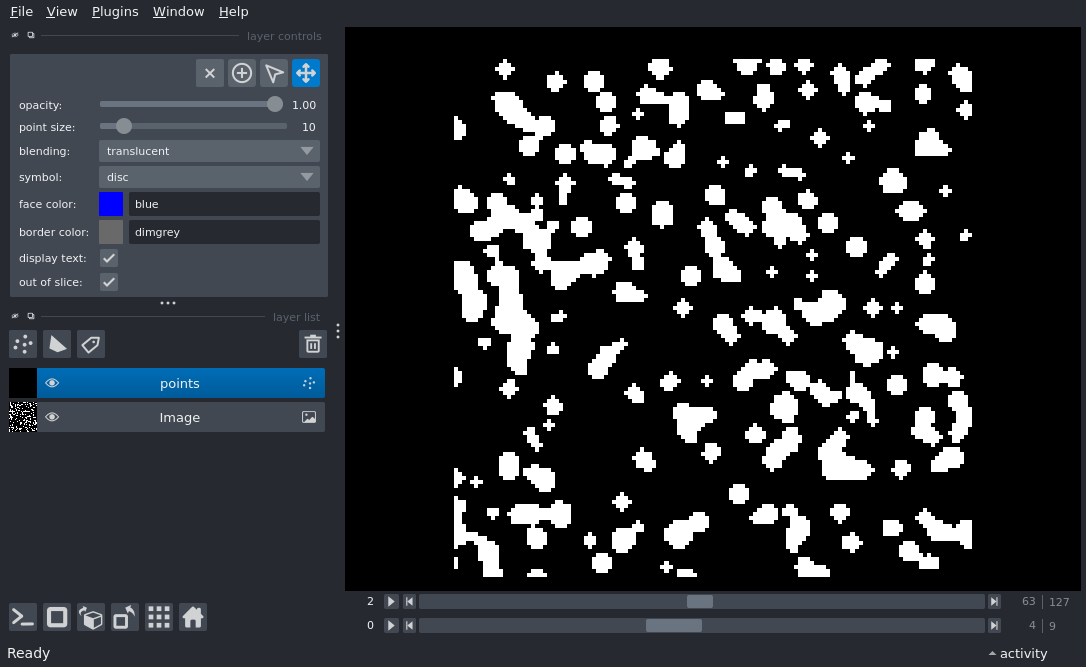 File View Plugins Window Help
layer controls
opacity: 1.00
point size: 10
blending: translucent
symbol: disc
face color: blue
border color: dimgrey
display text:
out of slice:
layer list
points
Image
2 63 127
0 4 9
Ready activity